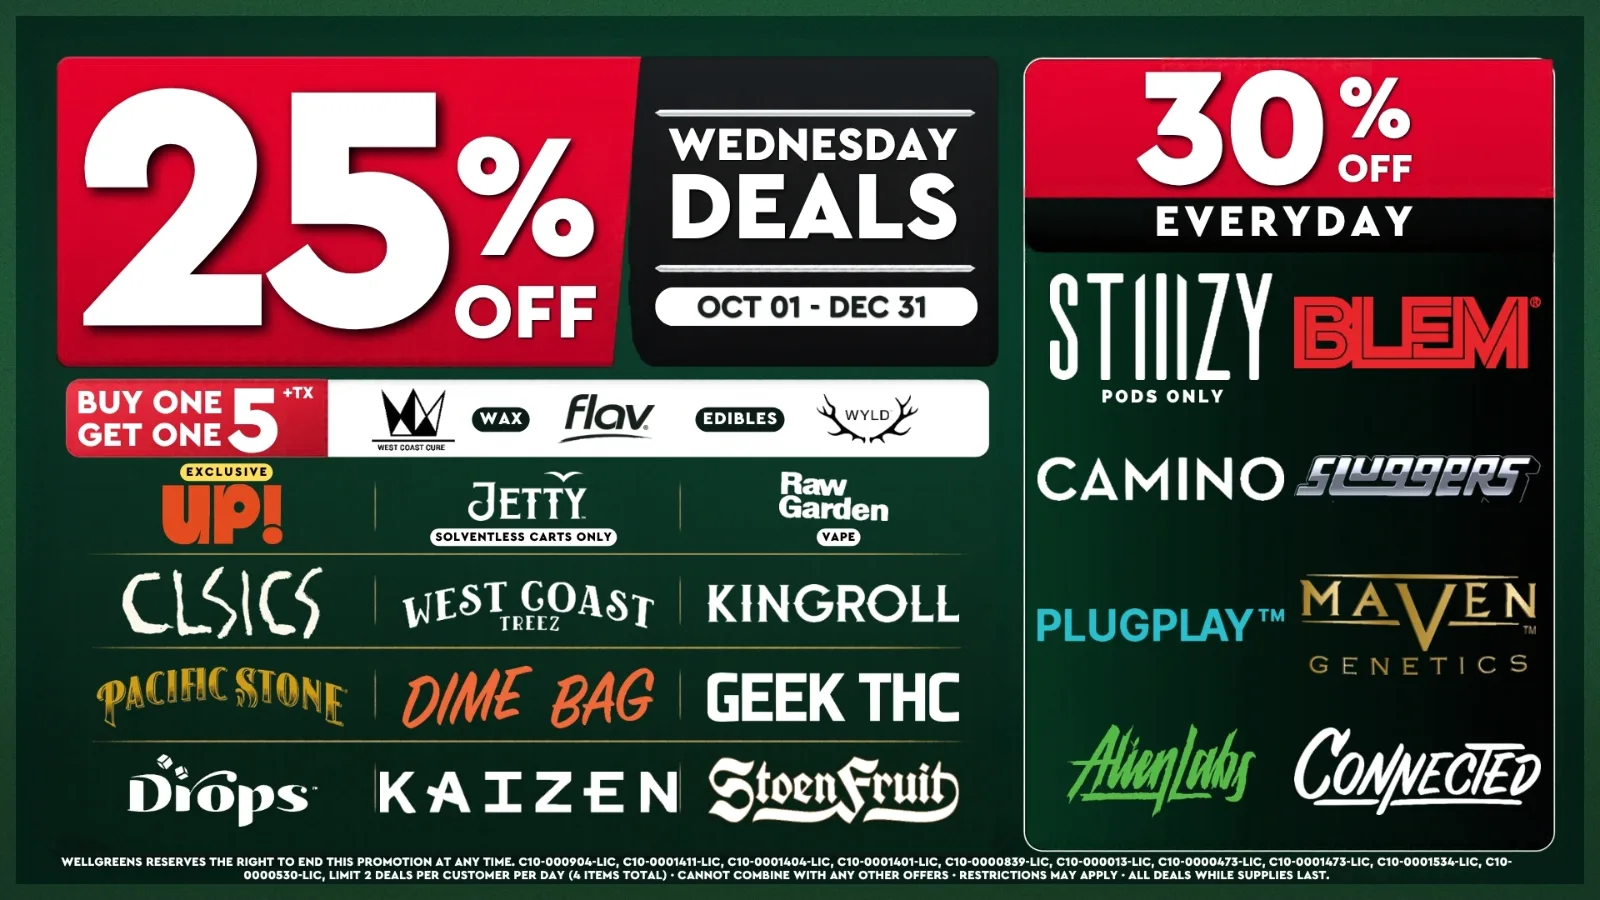 25% OFF
WEDNESDAY
DEALS
OCT 01 - DEC 31
BUY ONE
GET ONE 5 +TX
WEST COAST CURE
WAX
flav®
EDIBLES
WYLD
EXCLUSIVE
UP!
JETTY
SOLVENTLESS CARTS ONLY
Raw
Garden
VAPE
CLSICS
WEST COAST
TREEZ
KINGROLL
PACIFIC STONE
DIME BAG
GEEK THC
Drops
KAIZEN
StoenFruit
30% OFF
EVERYDAY
STIIIZY
PODS ONLY
BLEM®
CAMINO
SLUGGERS
PLUGPLAY™
MAVEN™
GENETICS
AlienLabs
CONNECTED
WELLGREENS RESERVES THE RIGHT TO END THIS PROMOTION AT ANY TIME. C10-000904-LIC, C10-0001411-LIC, C10-0001404-LIC, C10-0001401-LIC, C10-0000839-LIC, C10-000013-LIC, C10-0000473-LIC, C10-0001473-LIC, C10-0001534-LIC, C10-
0000530-LIC, LIMIT 2 DEALS PER CUSTOMER PER DAY (4 ITEMS TOTAL) • CANNOT COMBINE WITH ANY OTHER OFFERS • RESTRICTIONS MAY APPLY • ALL DEALS WHILE SUPPLIES LAST.